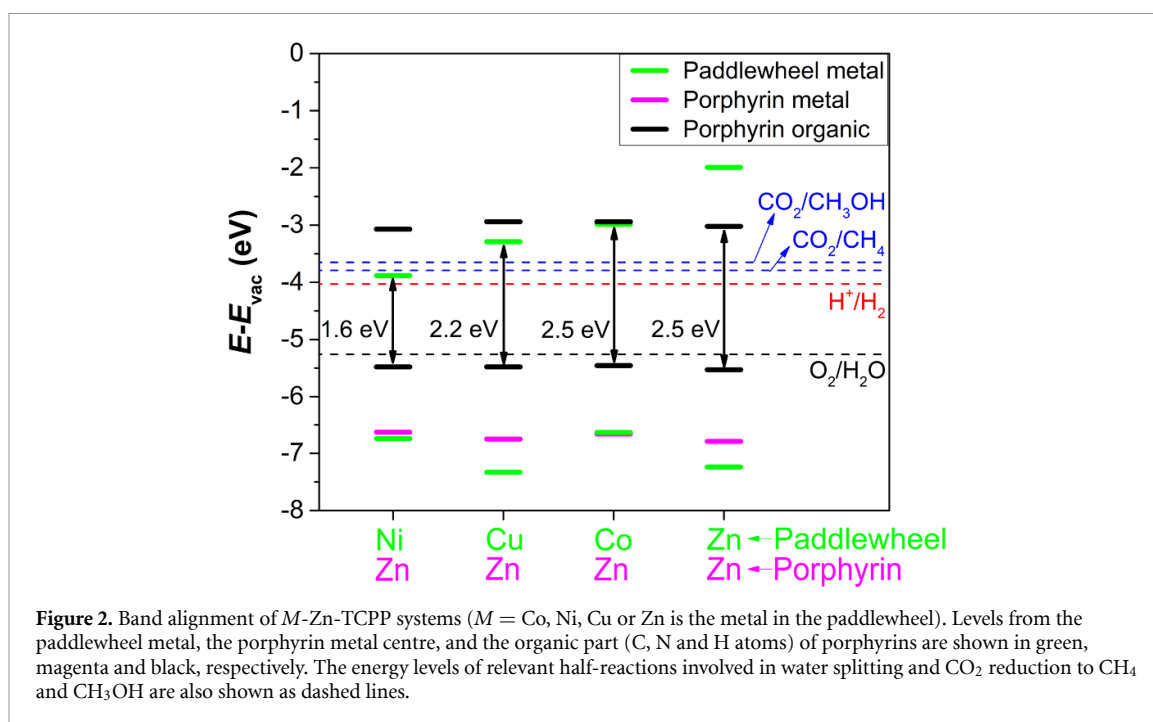 0
-1
-2
-3
-4
-5
-6
-7
-8
E-Evac (eV)
Paddlewheel metal
Porphyrin metal
Porphyrin organic
CO2/CH3OH
CO2/CH4
H+/H2
O2/H2O
1.6 eV
2.2 eV
2.5 eV
2.5 eV
Ni Cu Co Zn Paddlewheel
Zn Zn Zn Zn Porphyrin
Figure 2. Band alignment of M-Zn-TCPP systems (M = Co, Ni, Cu or Zn is the metal in the paddlewheel). Levels from the
paddlewheel metal, the porphyrin metal centre, and the organic part (C, N and H atoms) of porphyrins are shown in green,
magenta and black, respectively. The energy levels of relevant half-reactions involved in water splitting and CO2 reduction to CH4
and CH3OH are also shown as dashed lines.